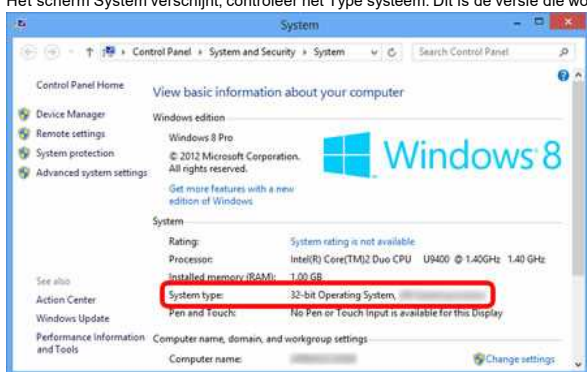 Het scherm System verschijnt, controleer het Type systeem. Dit is de versie die wo
System
Control Panel › System and Security › System
Search Control Panel
Control Panel Home
Device Manager
Remote settings
System protection
Advanced system settings
See also
Action Center
Windows Update
Performance Information
and Tools
View basic information about your computer
Windows edition
Windows 8 Pro
© 2012 Microsoft Corporation.
All rights reserved.
Get more features with a new
edition of Windows
Windows 8
System
Rating: System rating is not available
Processor: Intel(R) Core(TM)2 Duo CPU U9400 @ 1.40GHz 1.40 GHz
Installed memory (RAM): 1.00 GB
System type: 32-bit Operating System,
Pen and Touch: No Pen or Touch Input is available for this Display
Computer name, domain, and workgroup settings
Computer name:
Change settings